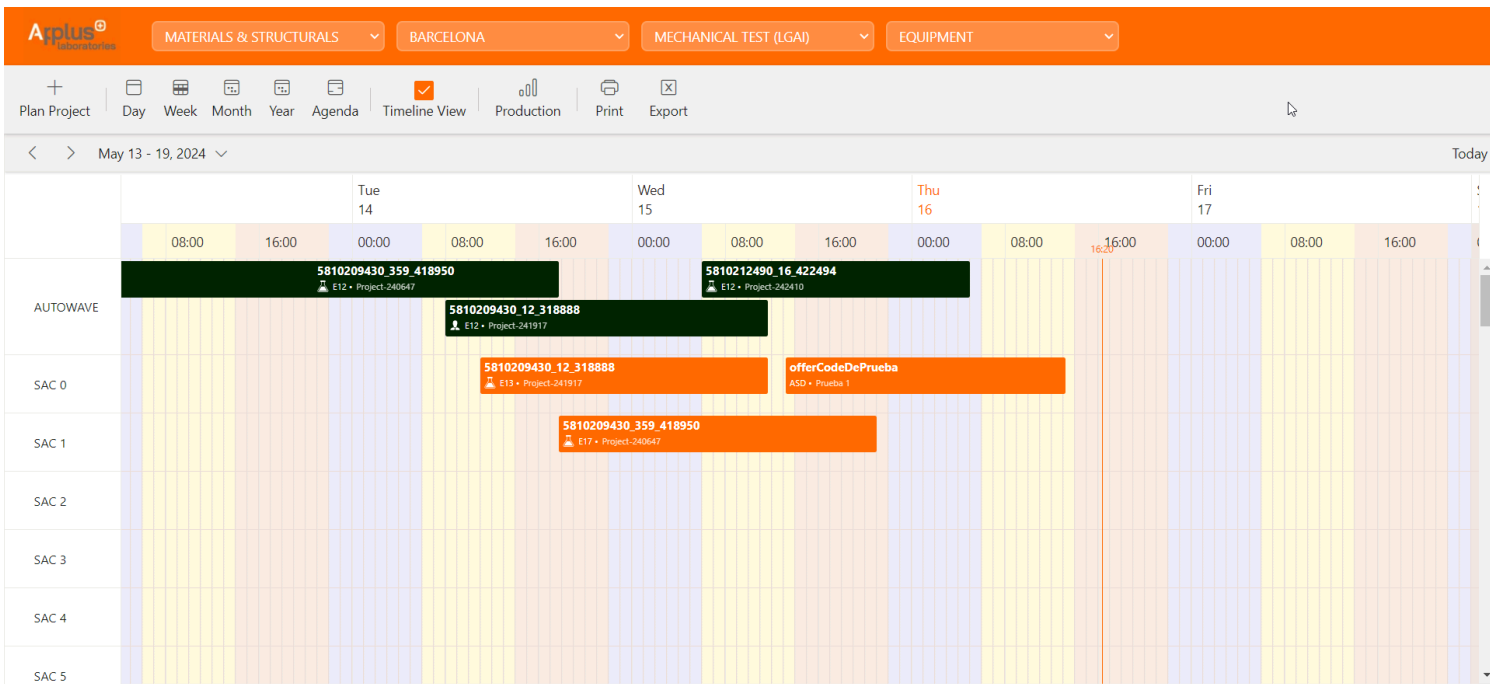 Applus+
laboratories
MATERIALS & STRUCTURALS
BARCELONA
MECHANICAL TEST (LGAI)
EQUIPMENT
Plan Project
Day
Week
Month
Year
Agenda
Timeline View
Production
Print
Export
May 13 - 19, 2024
Today
Tue
14
Wed
15
Thu
16
Fri
17
08:00 16:00 00:00 08:00 16:00 00:00 08:00 16:00 00:00 08:00 16:00 00:00 08:00 16:00
16:20
AUTOWAVE
5810209430_359_418950
E12 • Project-240647
5810212490_16_422494
E12 • Project-242410
5810209430_12_318888
E12 • Project-241917
SAC 0
5810209430_12_318888
E13 • Project-241917
offerCodeDePrueba
ASD • Prueba 1
SAC 1
5810209430_359_418950
E17 • Project-240647
SAC 2
SAC 3
SAC 4
SAC 5